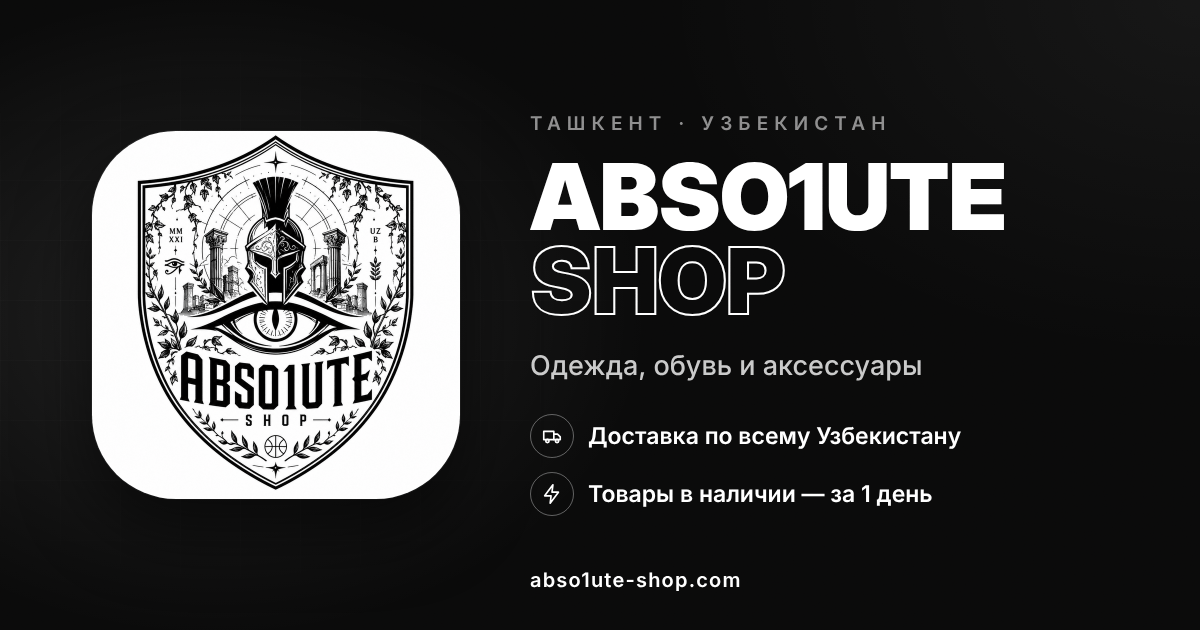 MM
XXI
UZ
B
ABSO1UTE
SHOP
ТАШКЕНТ · УЗБЕКИСТАН
ABSO1UTE
SHOP
Одежда, обувь и аксессуары
Доставка по всему Узбекистану
Товары в наличии — за 1 день
abso1ute-shop.com